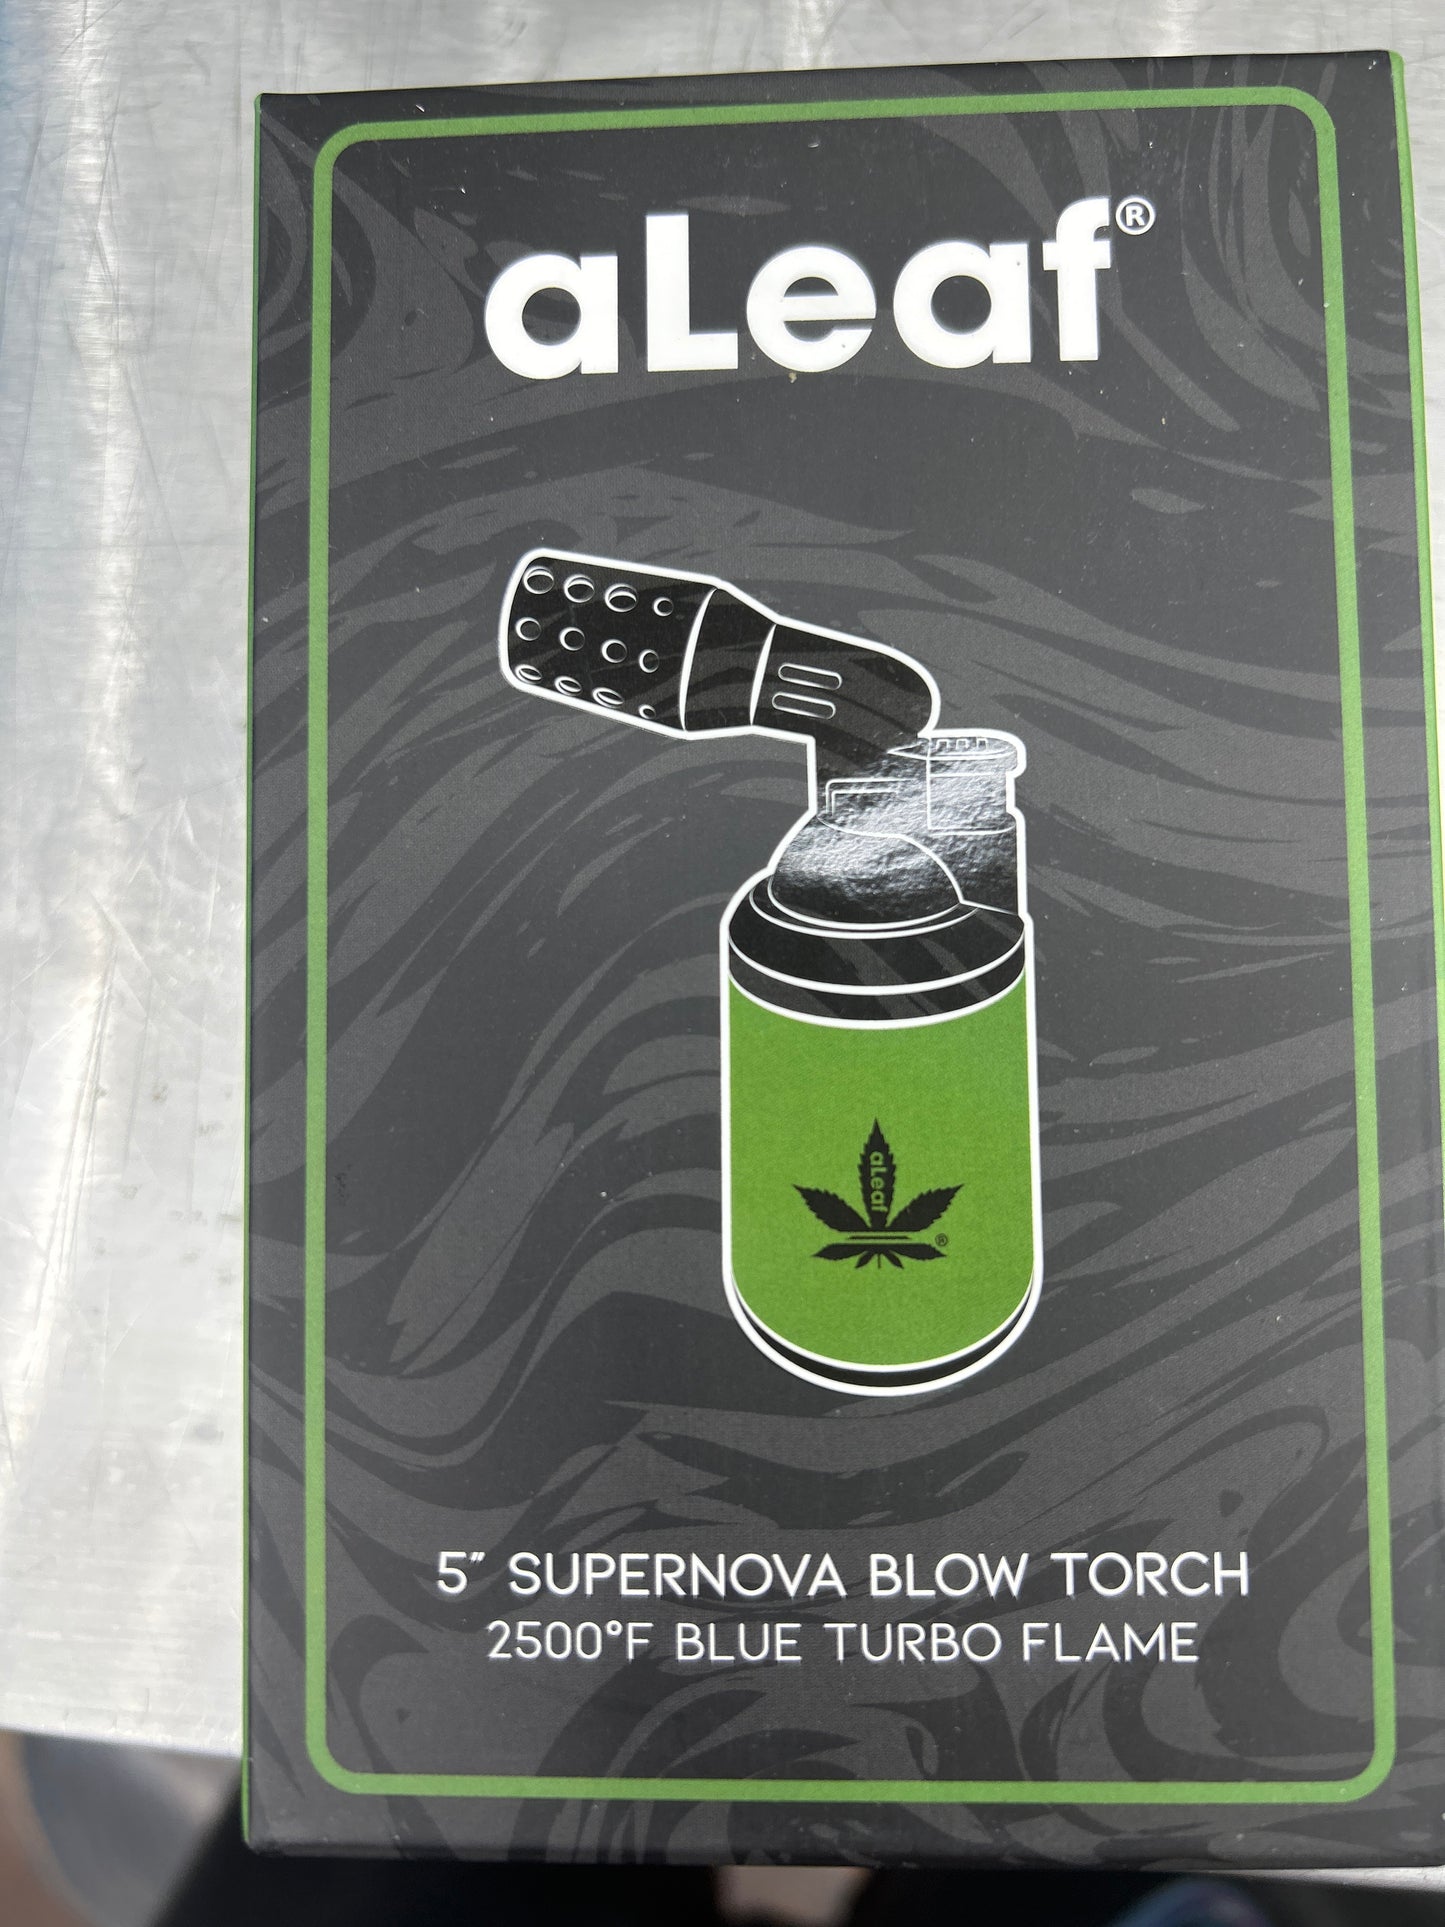 aLeaf®
aLeaf
®
5" SUPERNOVA BLOW TORCH
2500°F BLUE TURBO FLAME